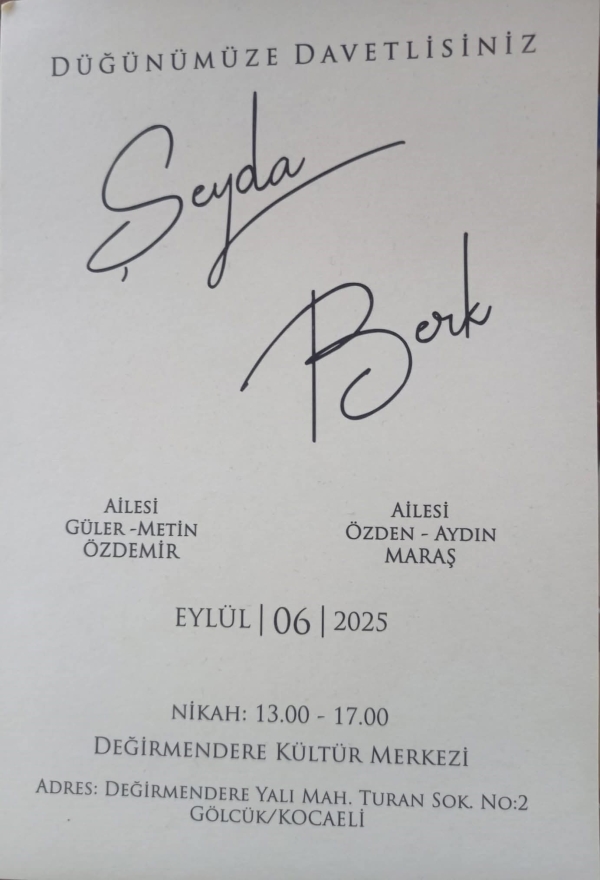 DÜĞÜNÜMÜZE DAVETLİSİNİZ
Şeyda
Berk
AİLESİ
GÜLER -METİN
ÖZDEMİR
AİLESİ
ÖZDEN - AYDIN
MARAŞ
EYLÜL | 06 | 2025
NİKAH: 13.00 - 17.00
DEĞİRMENDERE KÜLTÜR MERKEZİ
ADRES: DEĞİRMENDERE YALI MAH. TURAN SOK. NO:2
GÖLCÜK/KOCAELİ